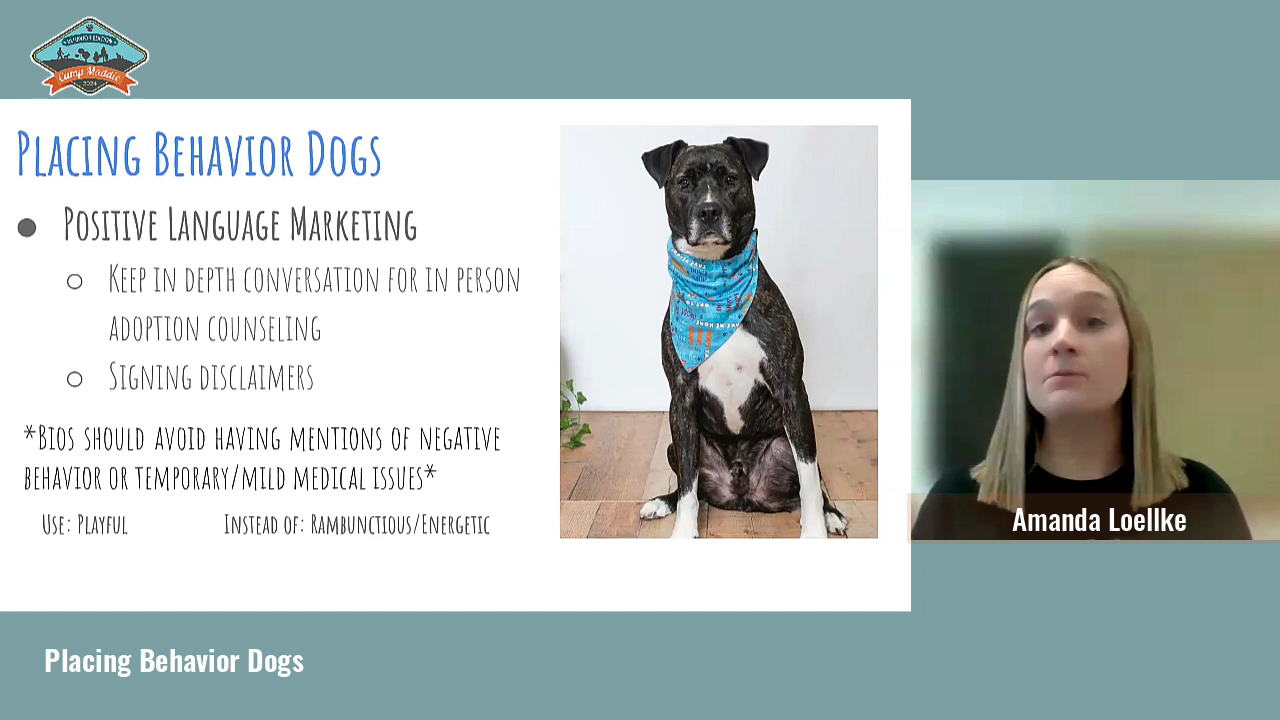 Camp Maddie
2024
Placing Behavior Dogs
Positive Language Marketing
Keep in depth conversation for in person
adoption counseling
Signing disclaimers
*Bios should avoid having mentions of negative
behavior or temporary/mild medical issues*
Use: Playful
Instead of: Rambunctious/Energetic
Amanda Loellke
Placing Behavior Dogs